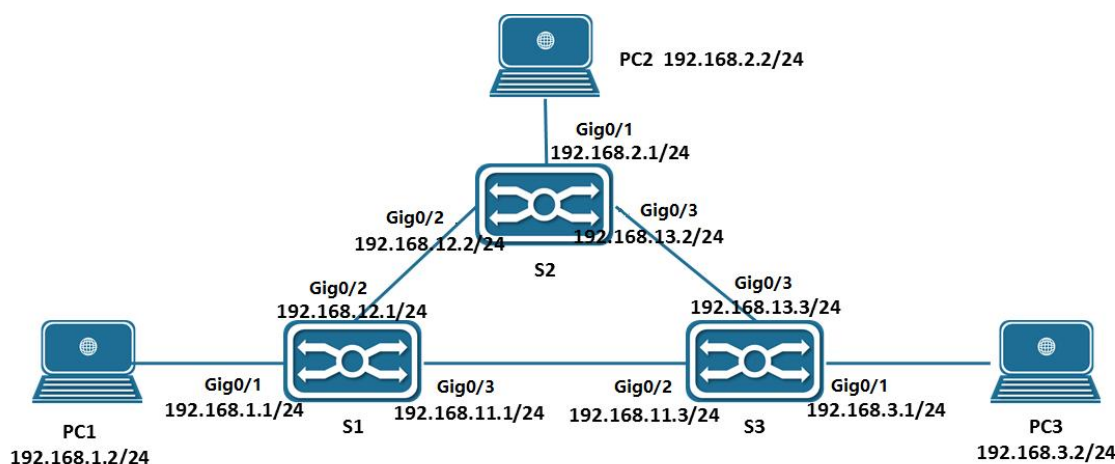 PC2 192.168.2.2/24
Gig0/1
192.168.2.1/24
Gig0/2
192.168.12.2/24
Gig0/3
192.168.13.2/24
S2
Gig0/2
192.168.12.1/24
Gig0/3
192.168.13.3/24
Gig0/1
192.168.1.1/24
Gig0/3
192.168.11.1/24
Gig0/2
192.168.11.3/24
Gig0/1
192.168.3.1/24
PC1
192.168.1.2/24
S1
S3
PC3
192.168.3.2/24